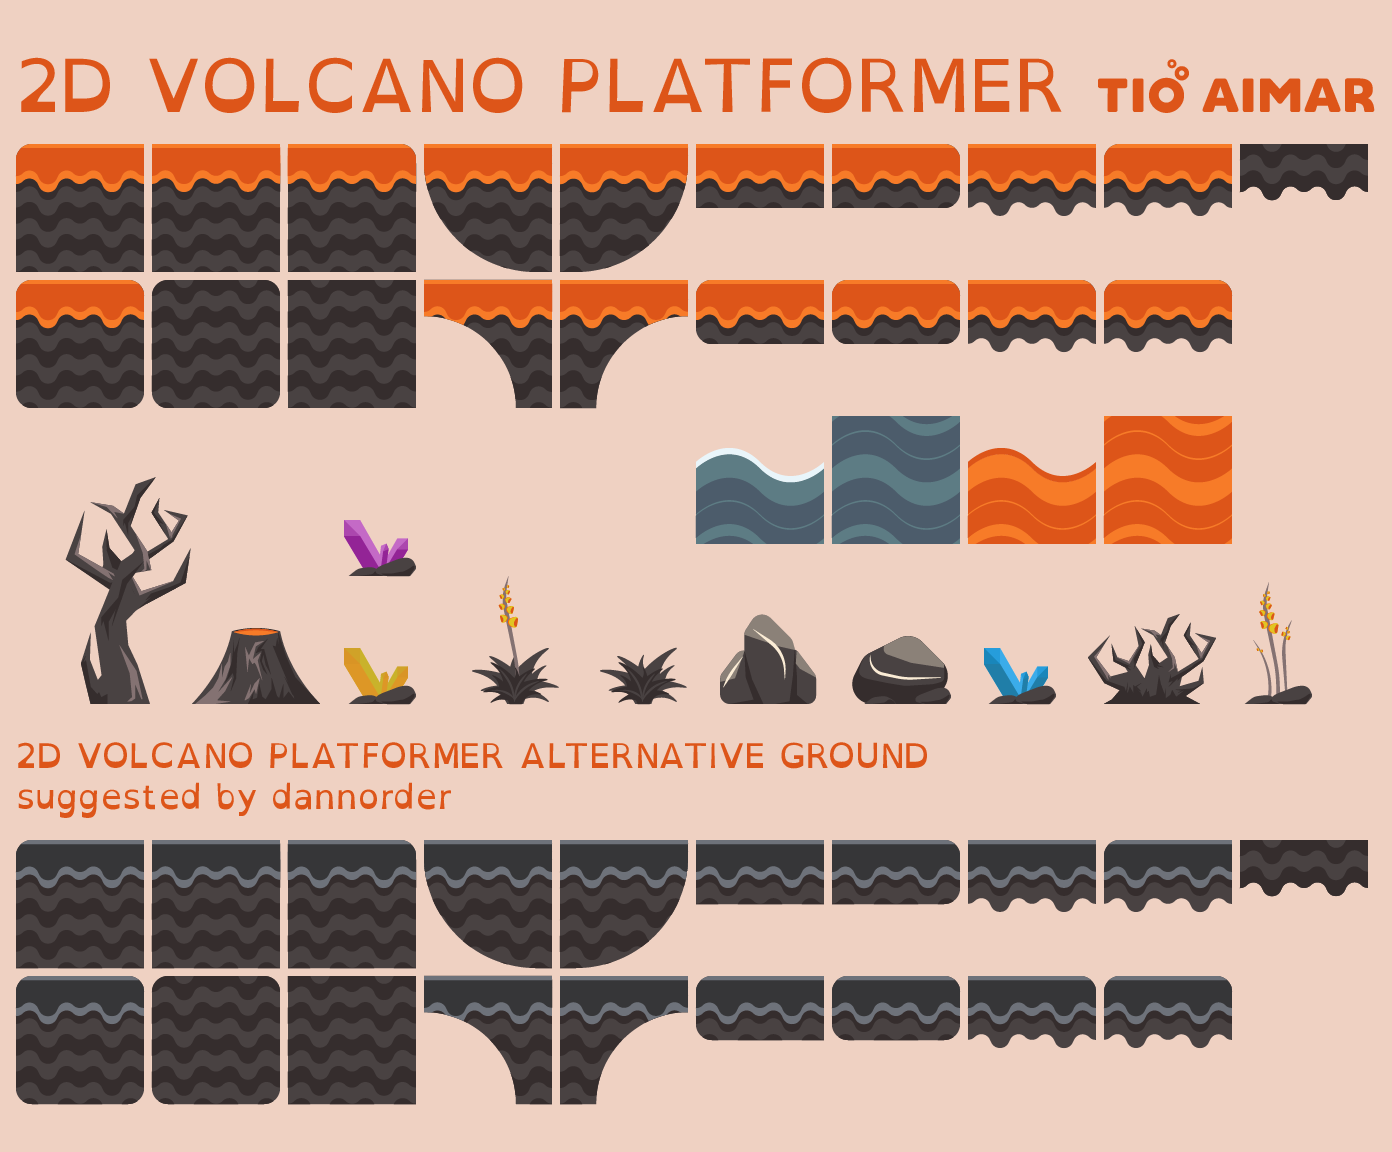 2D VOLCANO PLATFORMER TIO AIMAR
2D VOLCANO PLATFORMER ALTERNATIVE GROUND
suggested by dannorder